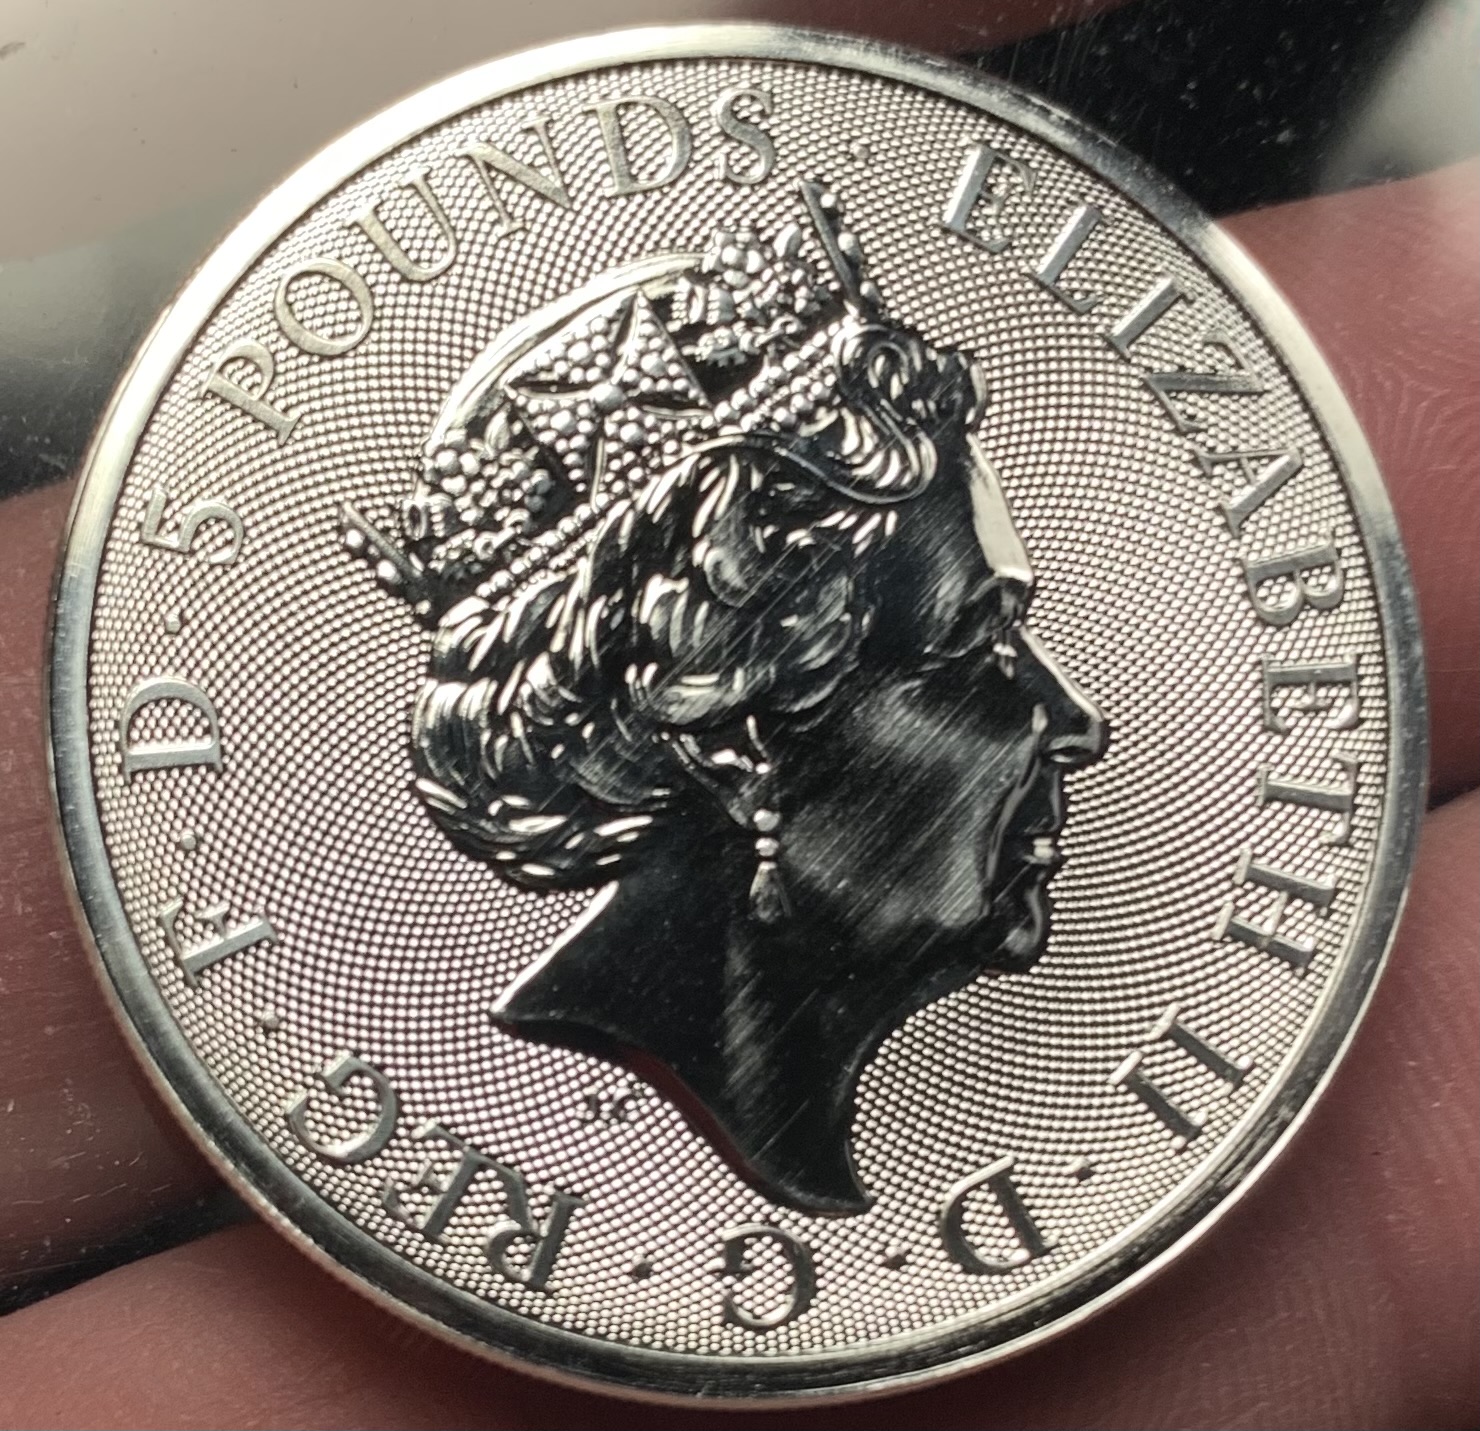 ELIZABETH II · D · G · REG · F · D · 5 POUNDS ·
J.C